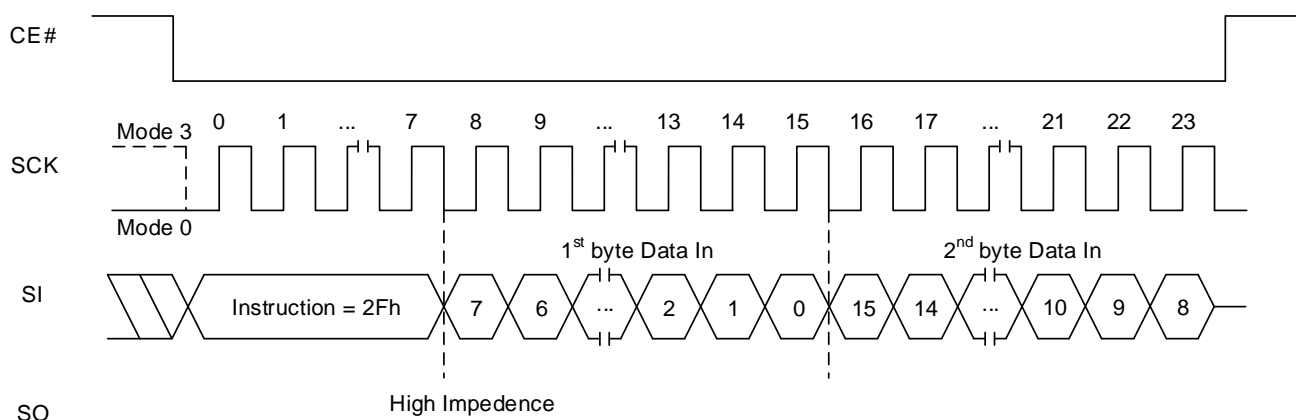 CE#
0 1 ... 7 8 9 ... 13 14 15 16 17 ... 21 22 23
Mode 3
SCK
Mode 0
1st byte Data In 2nd byte Data In
SI Instruction = 2Fh 7 6 ... 2 1 0 15 14 ... 10 9 8
High Impedence
SO